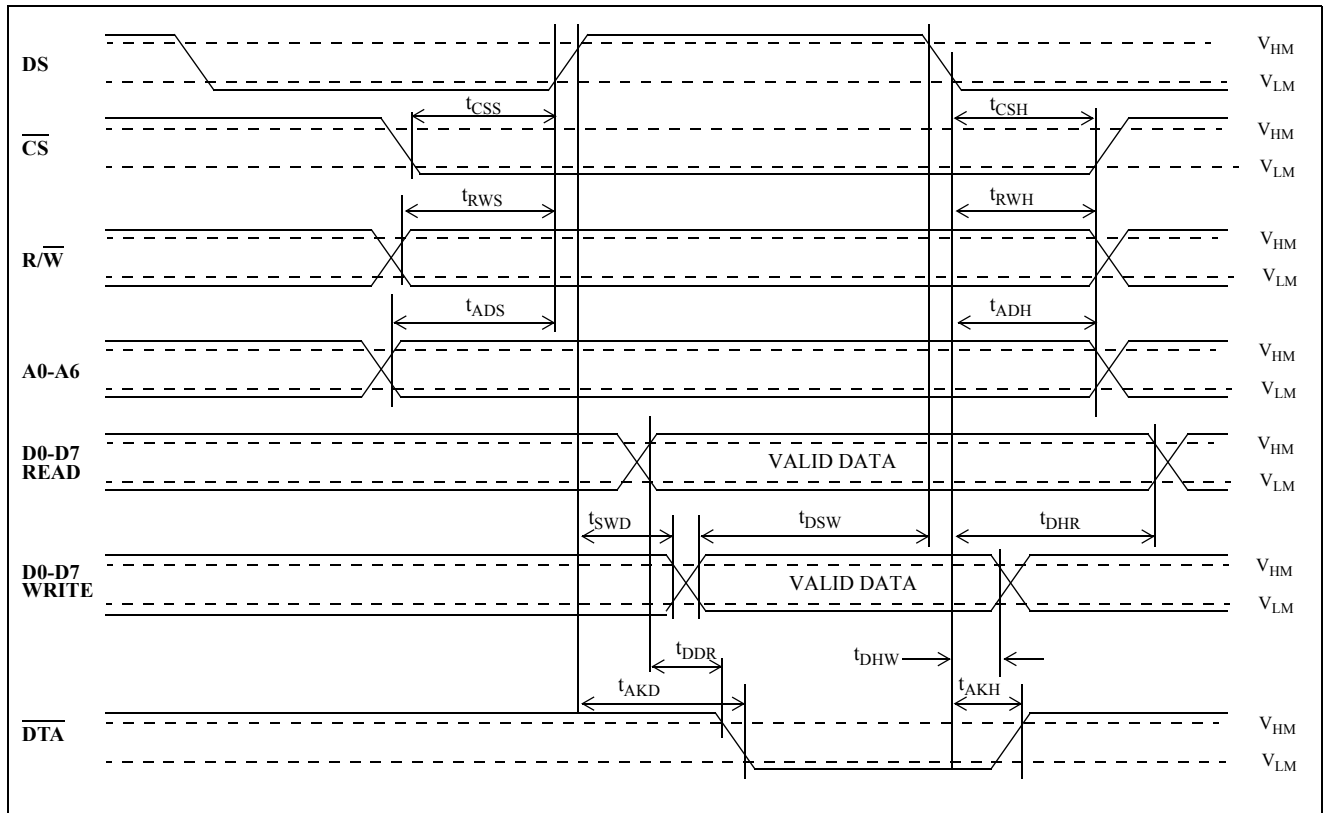 DS
V_HM
V_LM
t_CSS
t_CSH
C̅S̅
V_HM
V_LM
t_RWS
t_RWH
R/W̅
V_HM
V_LM
t_ADS
t_ADH
A0-A6
V_HM
V_LM
D0-D7
READ
VALID DATA
V_HM
V_LM
t_SWD
t_DSW
t_DHR
D0-D7
WRITE
VALID DATA
V_HM
V_LM
t_DDR
t_DHW
t_AKD
t_AKH
D̅T̅A̅
V_HM
V_LM